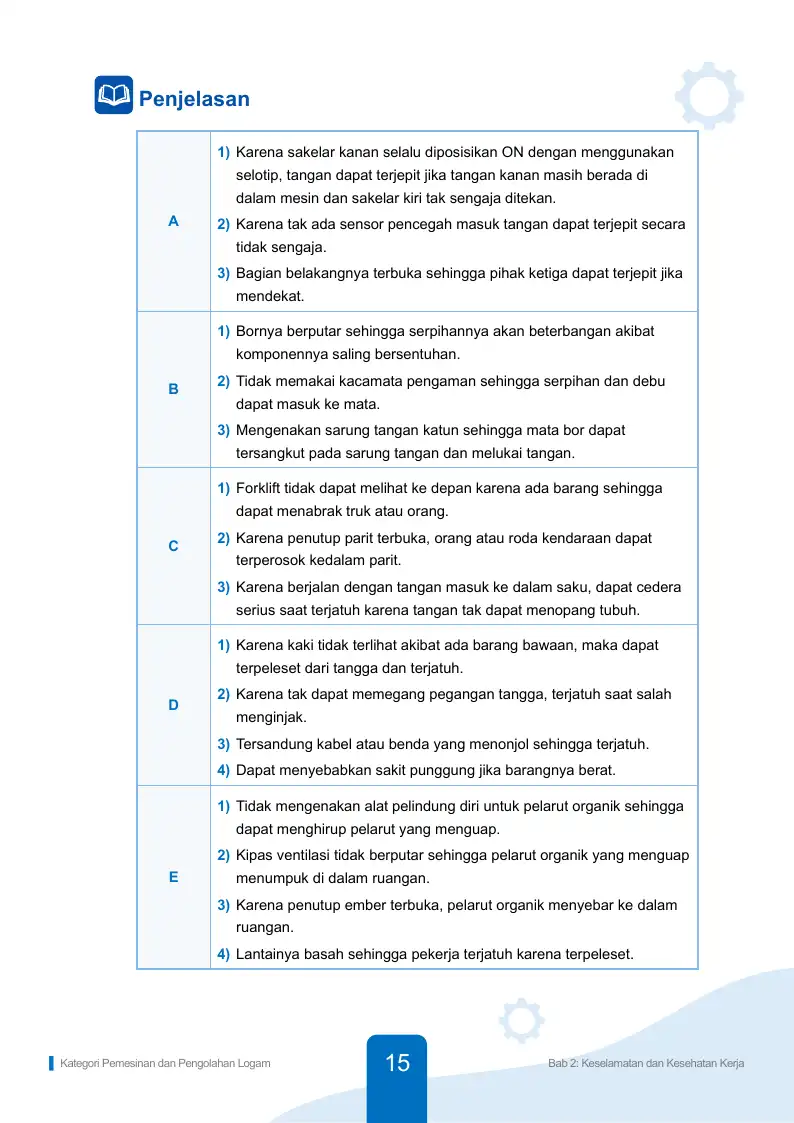 Penjelasan
A
1) Karena sakelar kanan selalu diposisikan ON dengan menggunakan
selotip, tangan dapat terjepit jika tangan kanan masih berada di
dalam mesin dan sakelar kiri tak sengaja ditekan.
2) Karena tak ada sensor pencegah masuk tangan dapat terjepit secara
tidak sengaja.
3) Bagian belakangnya terbuka sehingga pihak ketiga dapat terjepit jika
mendekat.
B
1) Bornya berputar sehingga serpihannya akan beterbangan akibat
komponennya saling bersentuhan.
2) Tidak memakai kacamata pengaman sehingga serpihan dan debu
dapat masuk ke mata.
3) Mengenakan sarung tangan katun sehingga mata bor dapat
tersangkut pada sarung tangan dan melukai tangan.
C
1) Forklift tidak dapat melihat ke depan karena ada barang sehingga
dapat menabrak truk atau orang.
2) Karena penutup parit terbuka, orang atau roda kendaraan dapat
terperosok kedalam parit.
3) Karena berjalan dengan tangan masuk ke dalam saku, dapat cedera
serius saat terjatuh karena tangan tak dapat menopang tubuh.
D
1) Karena kaki tidak terlihat akibat ada barang bawaan, maka dapat
terpeleset dari tangga dan terjatuh.
2) Karena tak dapat memegang pegangan tangga, terjatuh saat salah
menginjak.
3) Tersandung kabel atau benda yang menonjol sehingga terjatuh.
4) Dapat menyebabkan sakit punggung jika barangnya berat.
E
1) Tidak mengenakan alat pelindung diri untuk pelarut organik sehingga
dapat menghirup pelarut yang menguap.
2) Kipas ventilasi tidak berputar sehingga pelarut organik yang menguap
menumpuk di dalam ruangan.
3) Karena penutup ember terbuka, pelarut organik menyebar ke dalam
ruangan.
4) Lantainya basah sehingga pekerja terjatuh karena terpeleset.
Kategori Pemesinan dan Pengolahan Logam
15
Bab 2: Keselamatan dan Kesehatan Kerja